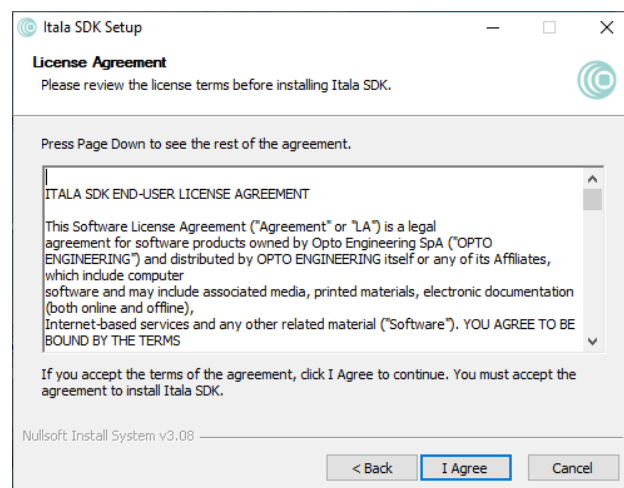 Itala SDK Setup
License Agreement
Please review the license terms before installing Itala SDK.
Press Page Down to see the rest of the agreement.
ITALA SDK END-USER LICENSE AGREEMENT
This Software License Agreement ("Agreement" or "LA") is a legal
agreement for software products owned by Opto Engineering SpA ("OPTO
ENGINEERING") and distributed by OPTO ENGINEERING itself or any of its Affiliates,
which include computer
software and may include associated media, printed materials, electronic documentation
(both online and offline),
Internet-based services and any other related material ("Software"). YOU AGREE TO BE
BOUND BY THE TERMS
If you accept the terms of the agreement, click I Agree to continue. You must accept the
agreement to install Itala SDK.
Nullsoft Install System v3.08
< Back I Agree Cancel